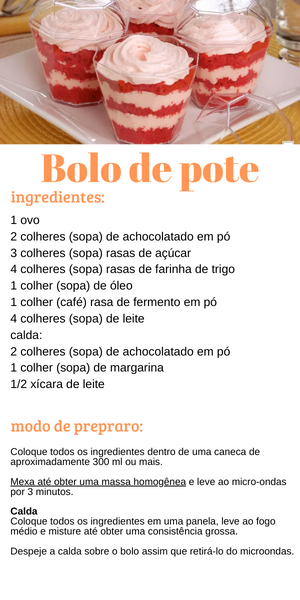 Bolo de pote
ingredientes:
1 ovo
2 colheres (sopa) de achocolatado em pó
3 colheres (sopa) rasas de açúcar
4 colheres (sopa) rasas de farinha de trigo
1 colher (sopa) de óleo
1 colher (café) rasa de fermento em pó
4 colheres (sopa) de leite
calda:
2 colheres (sopa) de achocolatado em pó
1 colher (sopa) de margarina
1/2 xícara de leite
modo de prepraro:
Coloque todos os ingredientes dentro de uma caneca de
aproximadamente 300 ml ou mais.
Mexa até obter uma massa homogênea e leve ao micro-ondas
por 3 minutos.
Calda
Coloque todos os ingredientes em uma panela, leve ao fogo
médio e misture até obter uma consistência grossa.
Despeje a calda sobre o bolo assim que retirá-lo do microondas.